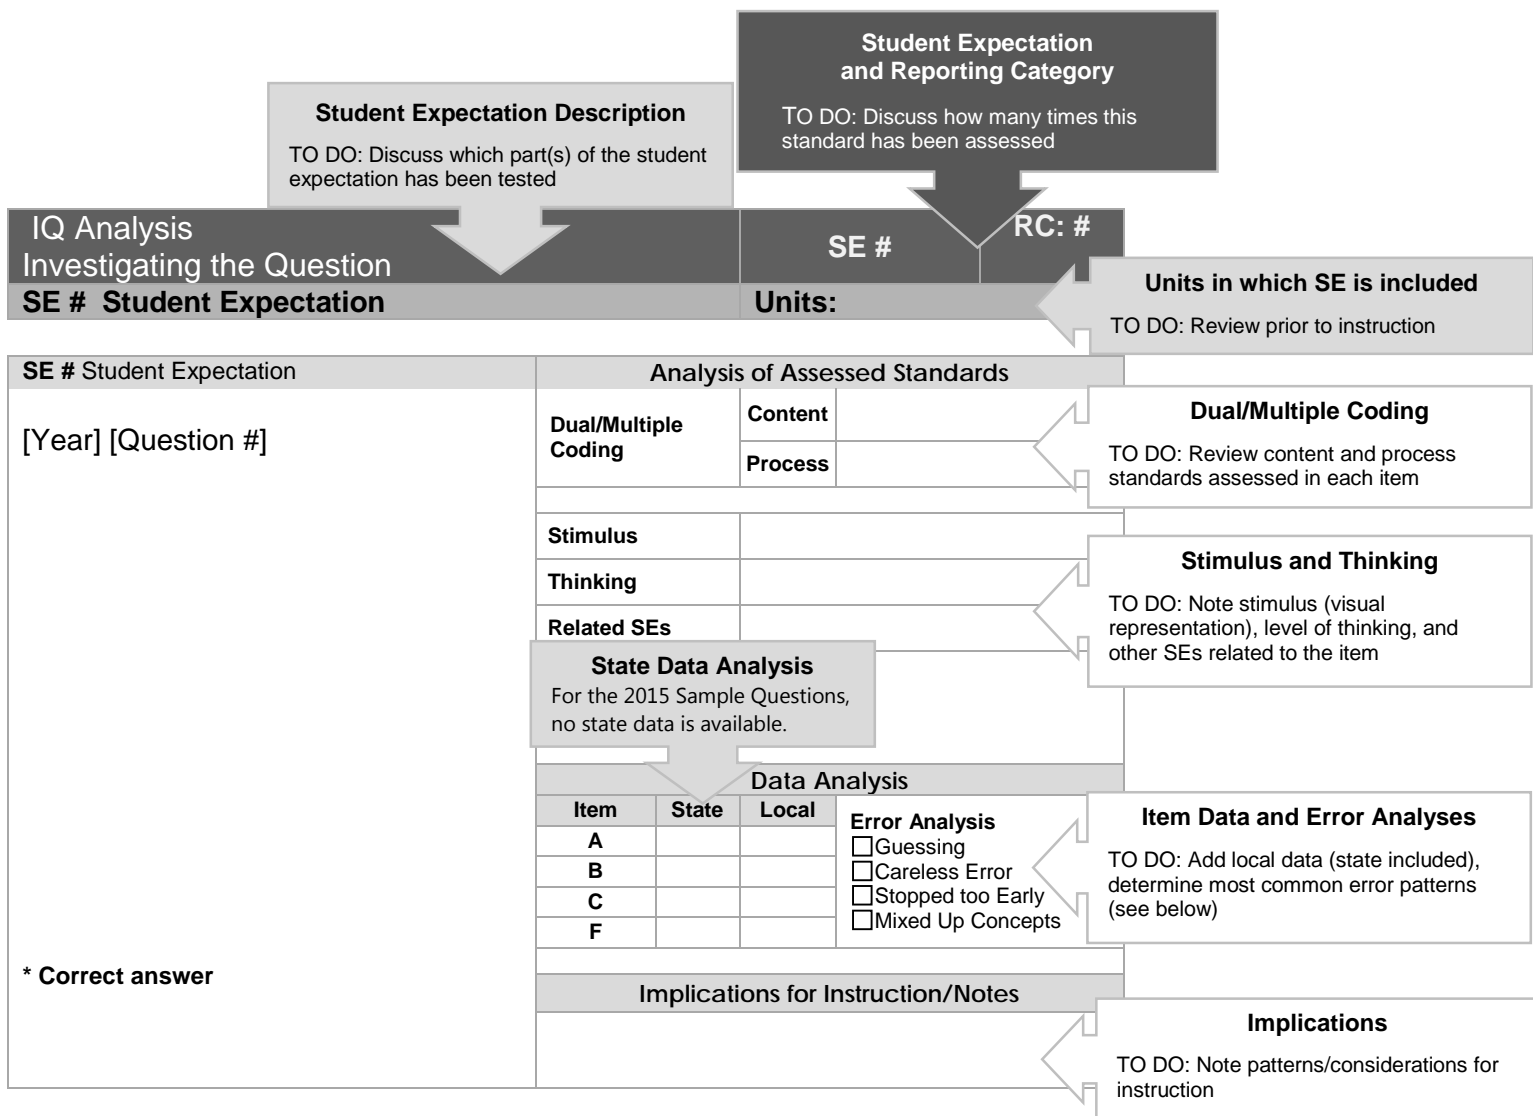 Student Expectation
and Reporting Category
TO DO: Discuss how many times this
standard has been assessed
Student Expectation Description
TO DO: Discuss which part(s) of the student
expectation has been tested
IQ Analysis
Investigating the Question
SE #
RC: #
SE # Student Expectation
Units:
Units in which SE is included
TO DO: Review prior to instruction
SE # Student Expectation
[Year] [Question #]
* Correct answer
Analysis of Assessed Standards
Dual/Multiple
Coding
Content
Process
Stimulus
Thinking
Related SEs
Dual/Multiple Coding
TO DO: Review content and process
standards assessed in each item
Stimulus and Thinking
TO DO: Note stimulus (visual
representation), level of thinking, and
other SEs related to the item
State Data Analysis
For the 2015 Sample Questions,
no state data is available.
Data Analysis
Item State Local
A
B
C
F
Error Analysis
Guessing
Careless Error
Stopped too Early
Mixed Up Concepts
Item Data and Error Analyses
TO DO: Add local data (state included),
determine most common error patterns
(see below)
Implications for Instruction/Notes
Implications
TO DO: Note patterns/considerations for
instruction